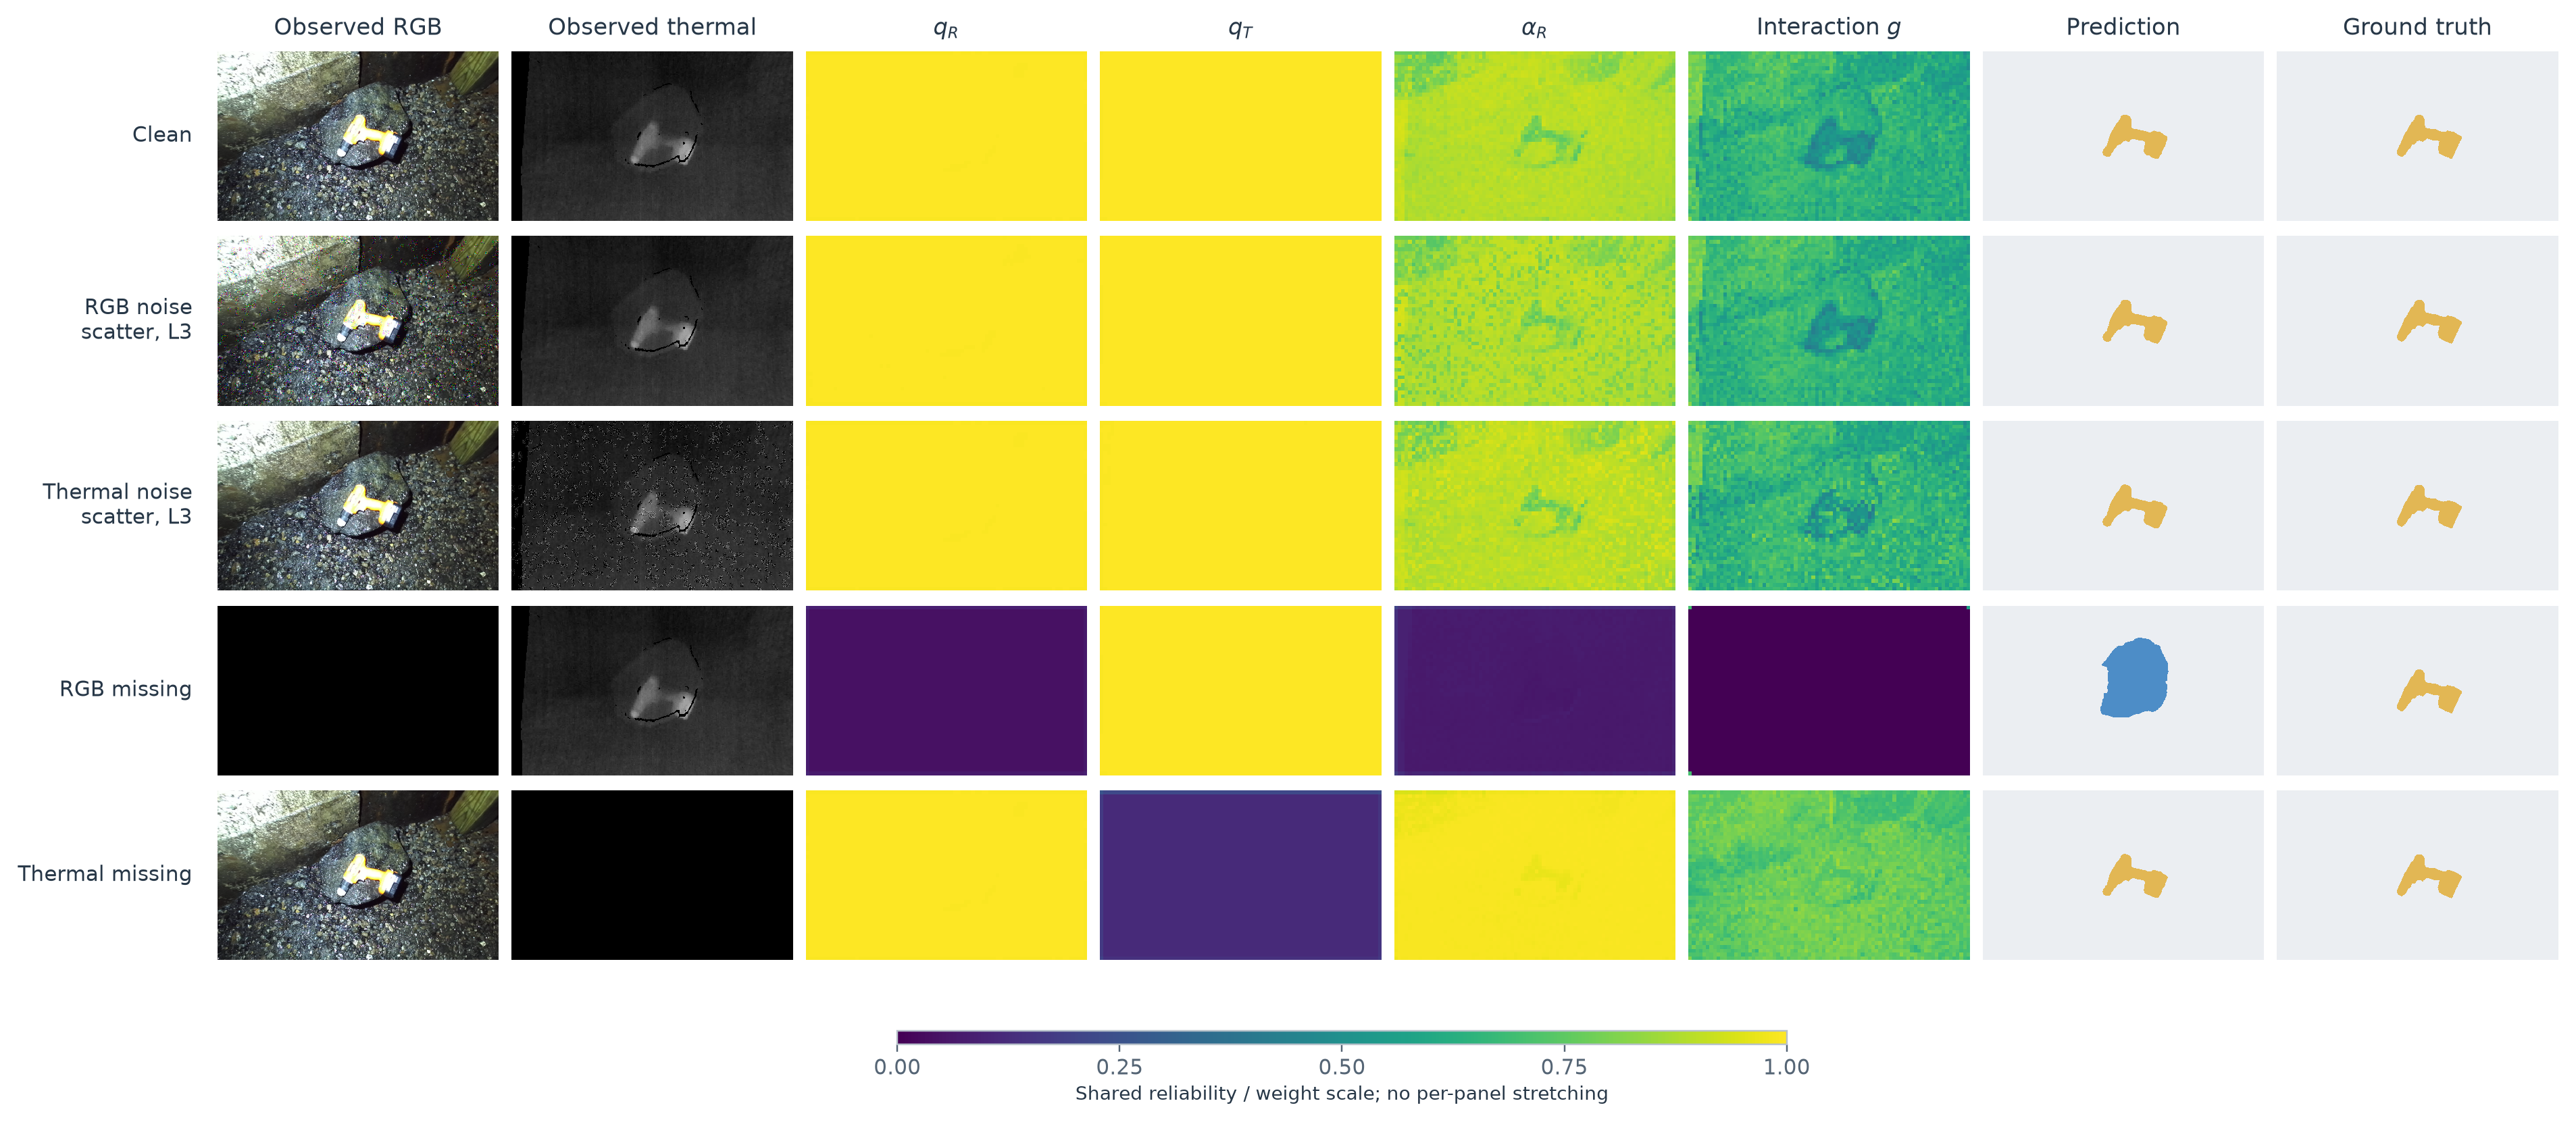 Observed RGB
Observed thermal
q_R
q_T
α_R
Interaction g
Prediction
Ground truth
Clean
RGB noise
scatter, L3
Thermal noise
scatter, L3
RGB missing
Thermal missing
0.00
0.25
0.50
0.75
1.00
Shared reliability / weight scale; no per-panel stretching